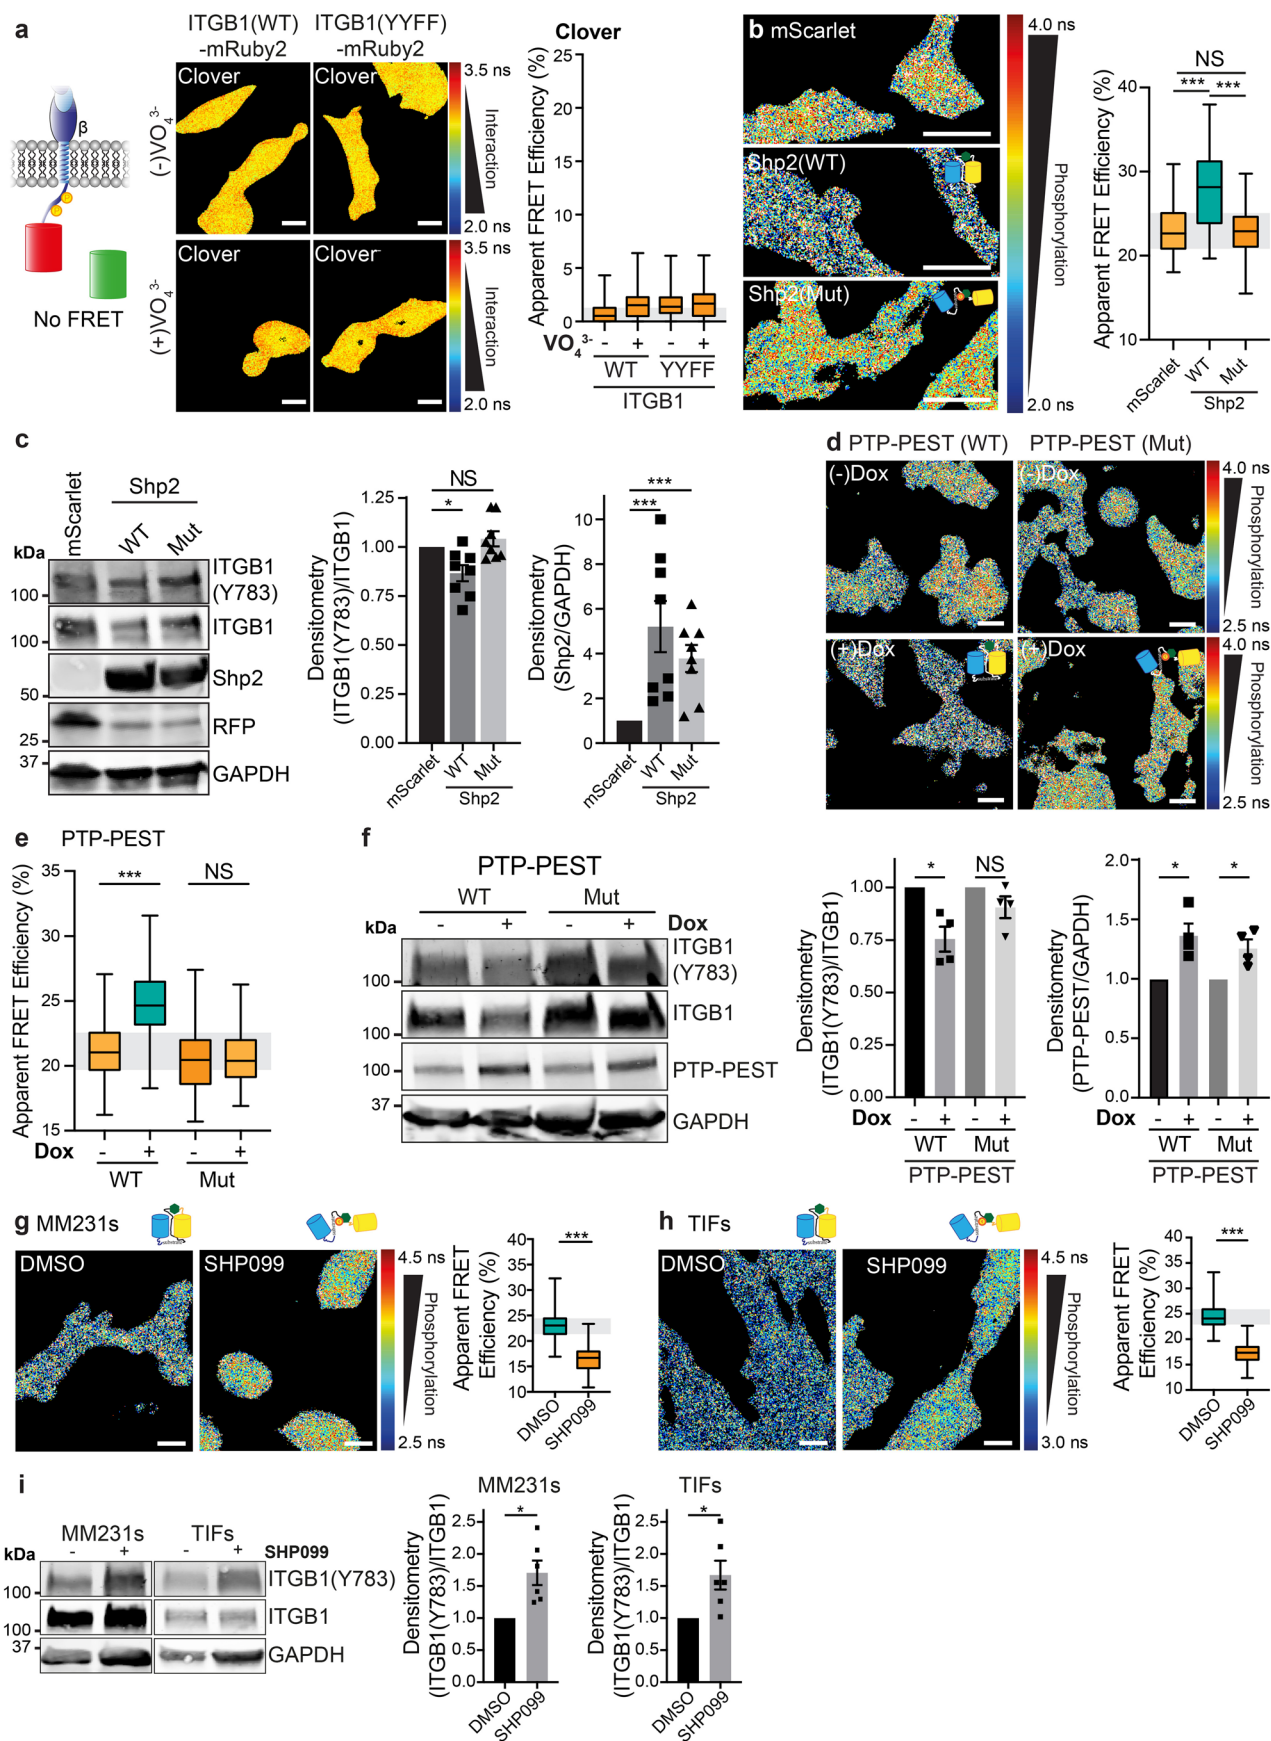 a
ITGB1(WT)
-mRuby2
ITGB1(YYFF)
-mRuby2
β
No FRET
(-)VO₄³⁻
(+)VO₄³⁻
Clover
Clover
Clover
Clover
3.5 ns
Interaction
2.0 ns
3.5 ns
Interaction
2.0 ns
Clover
Apparent FRET Efficiency (%)
25
20
15
10
5
0
VO₄³⁻
- + - +
WT YYFF
ITGB1
b
mScarlet
Shp2(WT)
Shp2(Mut)
4.0 ns
Phosphorylation
2.0 ns
Apparent FRET Efficiency (%)
NS
*** ***
40
30
20
10
mScarlet
WT
Mut
Shp2
c
mScarlet
Shp2
WT
Mut
kDa
100
100
50
25
37
ITGB1
(Y783)
ITGB1
Shp2
RFP
GAPDH
Densitometry
(ITGB1(Y783)/ITGB1)
NS
*
1.25
1.00
0.75
0.50
0.25
0.00
mScarlet
WT
Mut
Shp2
Densitometry
(Shp2/GAPDH)
***
***
10
8
6
4
2
0
mScarlet
WT
Mut
Shp2
d
PTP-PEST (WT)
PTP-PEST (Mut)
(-)Dox
(-)Dox
(+)Dox
(+)Dox
4.0 ns
Phosphorylation
2.5 ns
4.0 ns
Phosphorylation
2.5 ns
e
PTP-PEST
Apparent FRET Efficiency (%)
*** NS
35
30
25
20
15
Dox
- + - +
WT Mut
f
PTP-PEST
WT Mut
kDa
- + - +
Dox
100
100
100
37
ITGB1
(Y783)
ITGB1
PTP-PEST
GAPDH
Densitometry
(ITGB1(Y783)/ITGB1)
* NS
1.00
0.75
0.50
0.25
0.00
Dox
- + - +
WT Mut
PTP-PEST
Densitometry
(PTP-PEST/GAPDH)
* *
2.0
1.5
1.0
0.5
0.0
Dox
- + - +
WT Mut
PTP-PEST
g
MM231s
DMSO
SHP099
4.5 ns
Phosphorylation
2.5 ns
Apparent FRET
Efficiency (%)
***
40
35
30
25
20
15
10
DMSO
SHP099
h
TIFs
DMSO
SHP099
4.5 ns
Phosphorylation
3.0 ns
Apparent FRET
Efficiency (%)
***
40
35
30
25
20
15
10
DMSO
SHP099
i
MM231s
TIFs
kDa
- + - +
SHP099
100
100
37
ITGB1(Y783)
ITGB1
GAPDH
MM231s
Densitometry
(ITGB1(Y783)/ITGB1)
*
2.5
2.0
1.5
1.0
0.5
0.0
DMSO
SHP099
TIFs
Densitometry
(ITGB1(Y783)/ITGB1)
*
2.5
2.0
1.5
1.0
0.5
0.0
DMSO
SHP099